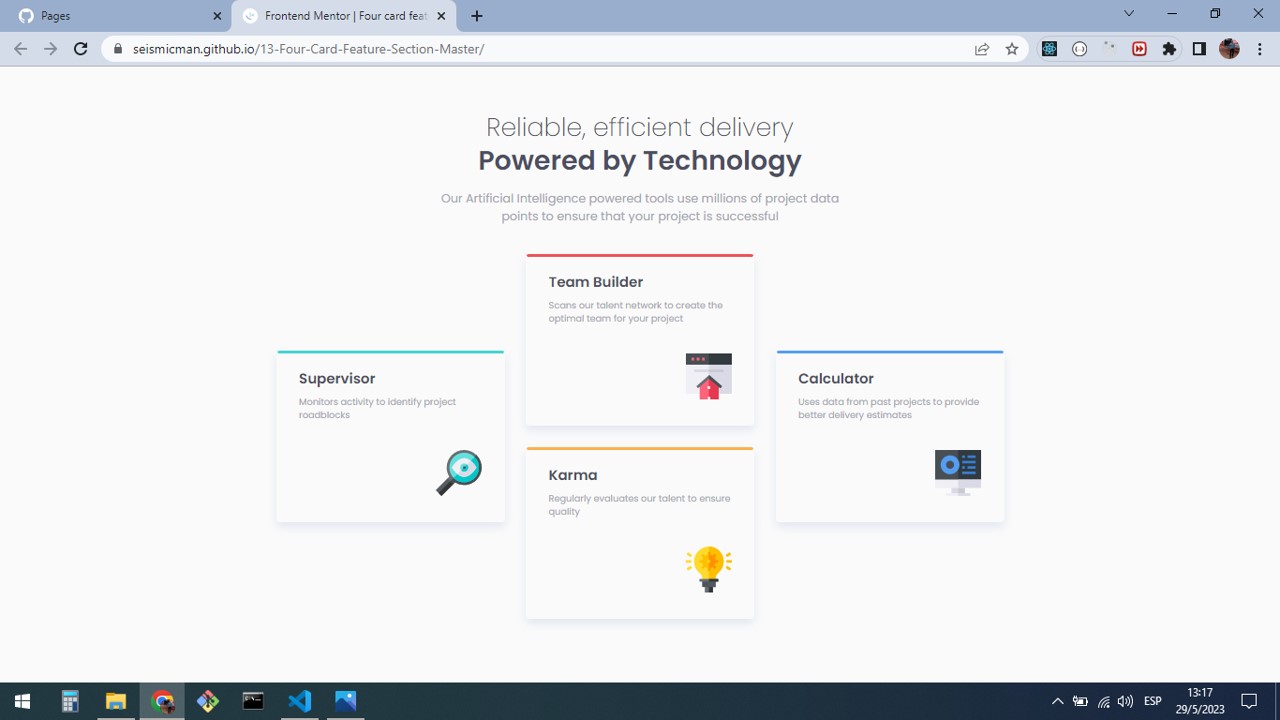 Pages
Frontend Mentor | Four card feat
seismicman.github.io/13-Four-Card-Feature-Section-Master/
Reliable, efficient delivery
Powered by Technology
Our Artificial Intelligence powered tools use millions of project data
points to ensure that your project is successful
Team Builder
Scans our talent network to create the
optimal team for your project
Supervisor
Monitors activity to identify project
roadblocks
Calculator
Uses data from past projects to provide
better delivery estimates
Karma
Regularly evaluates our talent to ensure
quality
ESP
13:17
29/5/2023